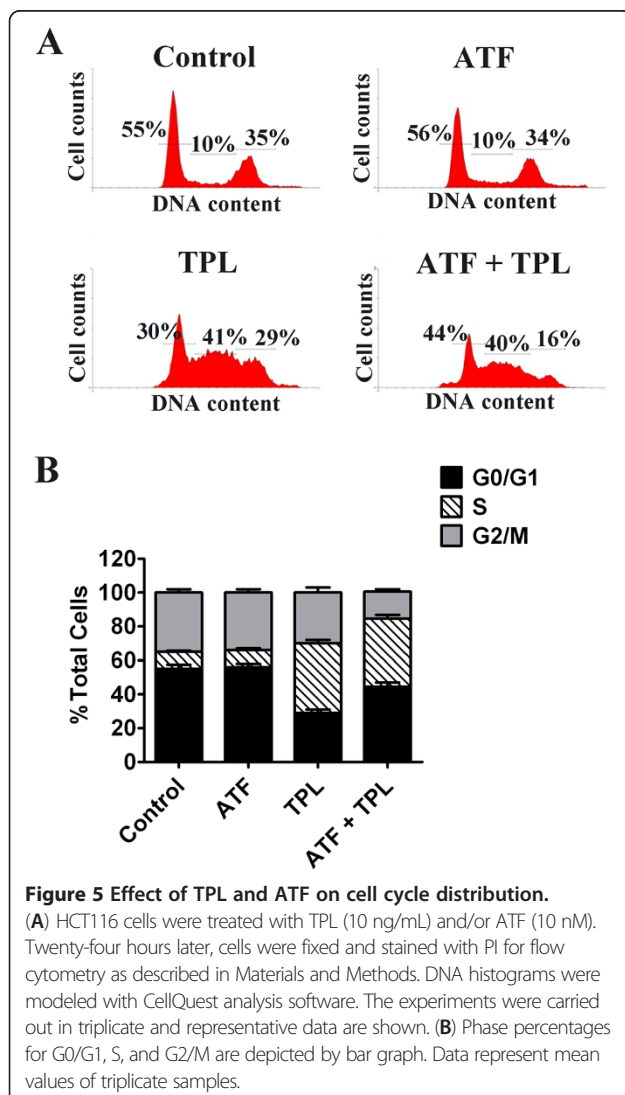 A
Control
ATF
Cell counts
55%
10%
35%
DNA content
Cell counts
56%
10%
34%
DNA content
TPL
ATF + TPL
Cell counts
30%
41%
29%
DNA content
Cell counts
44%
40%
16%
DNA content
B
G0/G1
S
G2/M
% Total Cells
120
100
80
60
40
20
0
Control
ATF
TPL
ATF + TPL
Figure 5 Effect of TPL and ATF on cell cycle distribution.
(A) HCT116 cells were treated with TPL (10 ng/mL) and/or ATF (10 nM).
Twenty-four hours later, cells were fixed and stained with PI for flow
cytometry as described in Materials and Methods. DNA histograms were
modeled with CellQuest analysis software. The experiments were carried
out in triplicate and representative data are shown. (B) Phase percentages
for G0/G1, S, and G2/M are depicted by bar graph. Data represent mean
values of triplicate samples.